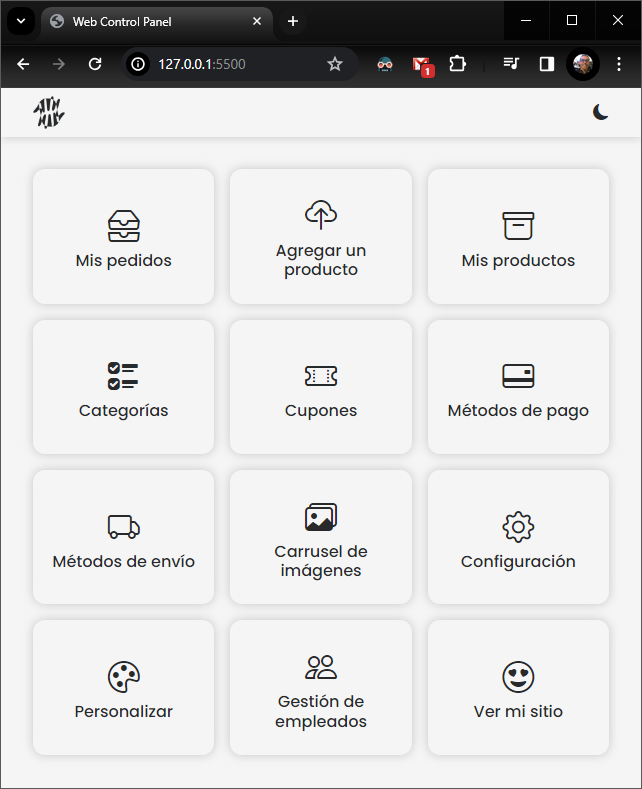 Web Control Panel
127.0.0.1:5500
1
Mis pedidos
Agregar un
producto
Mis productos
Categorías
Cupones
Métodos de pago
Métodos de envío
Carrusel de
imágenes
Configuración
Personalizar
Gestión de
empleados
Ver mi sitio